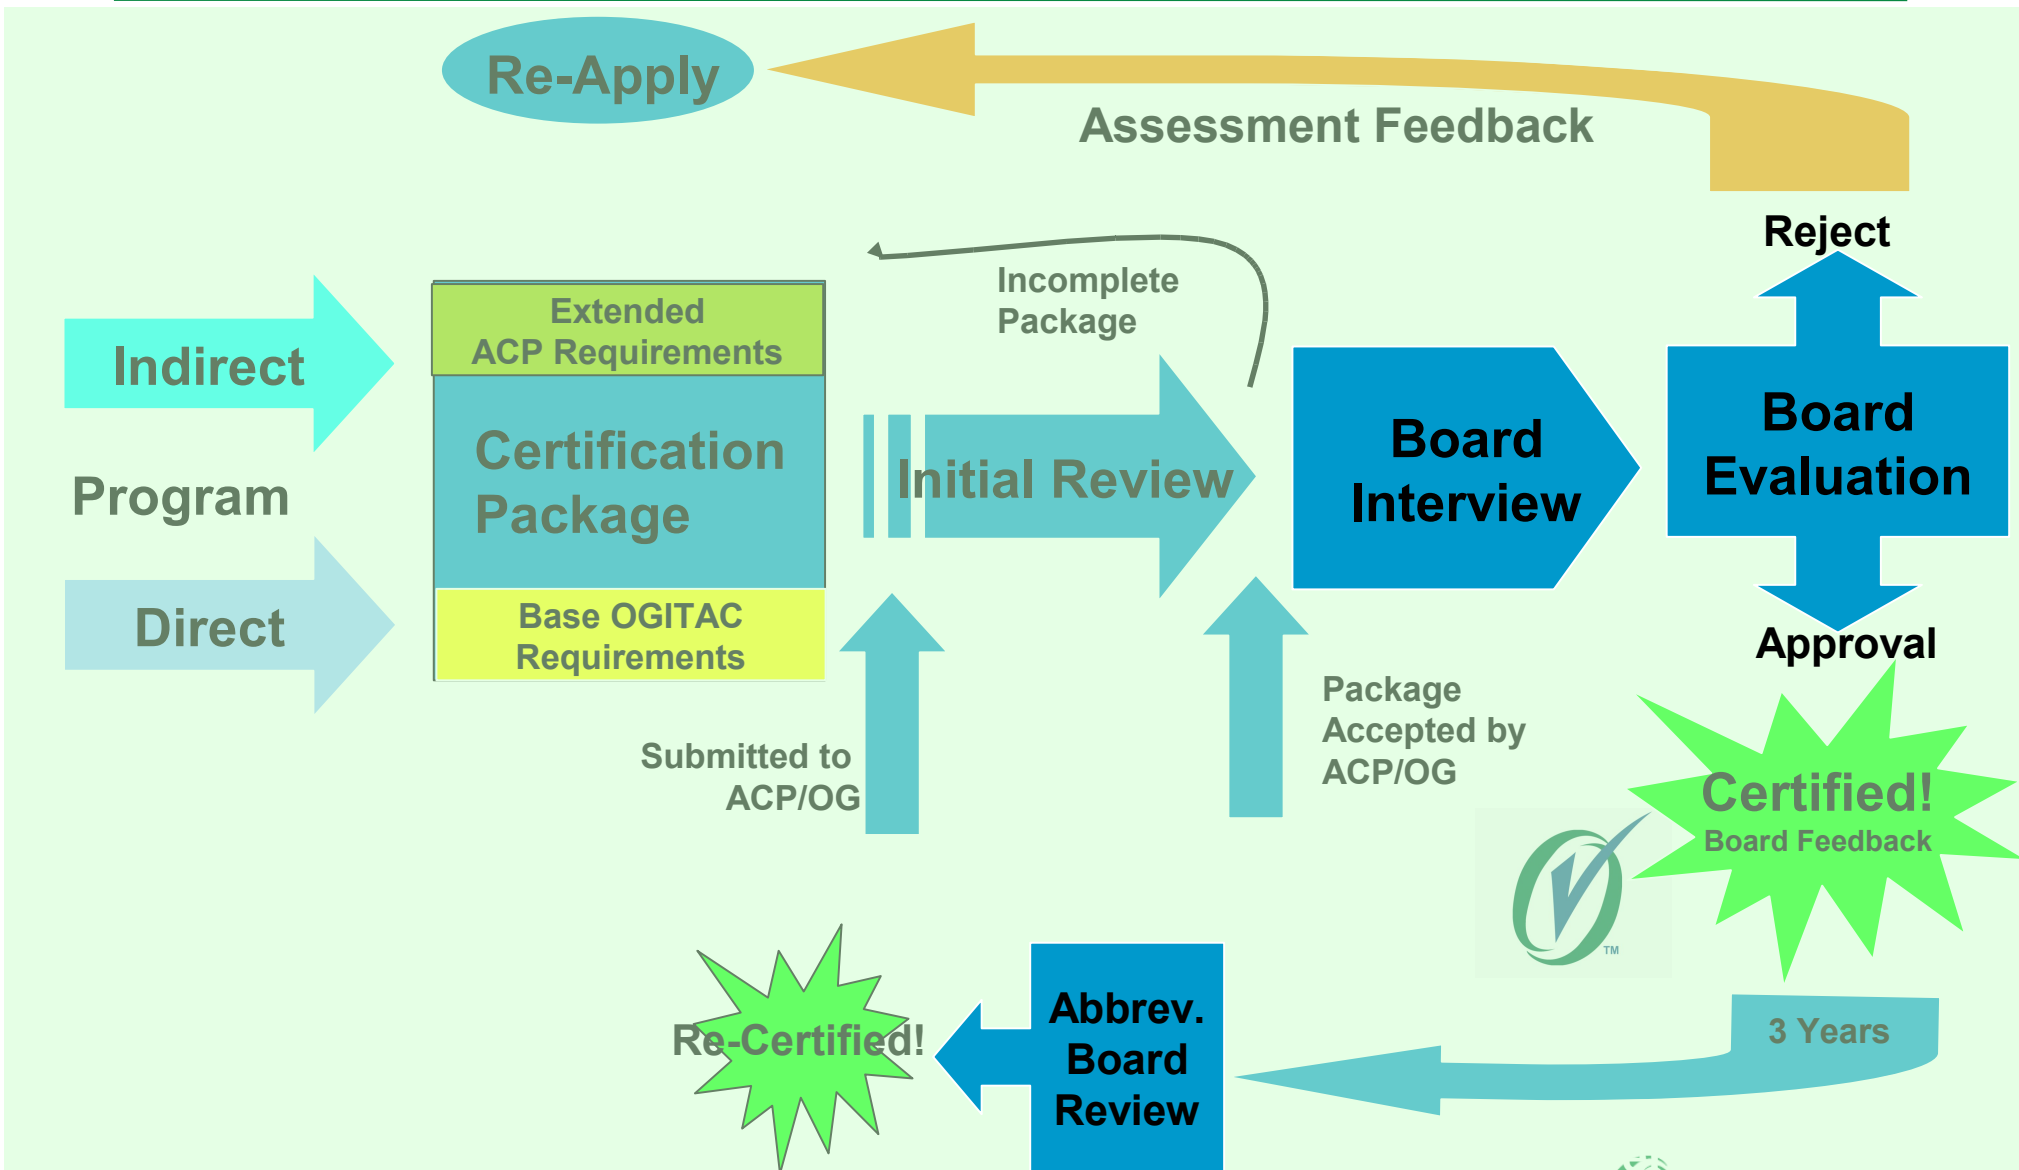 Re-Apply
Assessment Feedback
Reject
Incomplete
Package
Extended
ACP Requirements
Indirect
Certification
Package
Program
Initial Review
Board
Interview
Board
Evaluation
Direct
Base OGITAC
Requirements
Approval
Submitted to
ACP/OG
Package
Accepted by
ACP/OG
Certified!
Board Feedback
TM
3 Years
Abbrev.
Board
Review
Re-Certified!